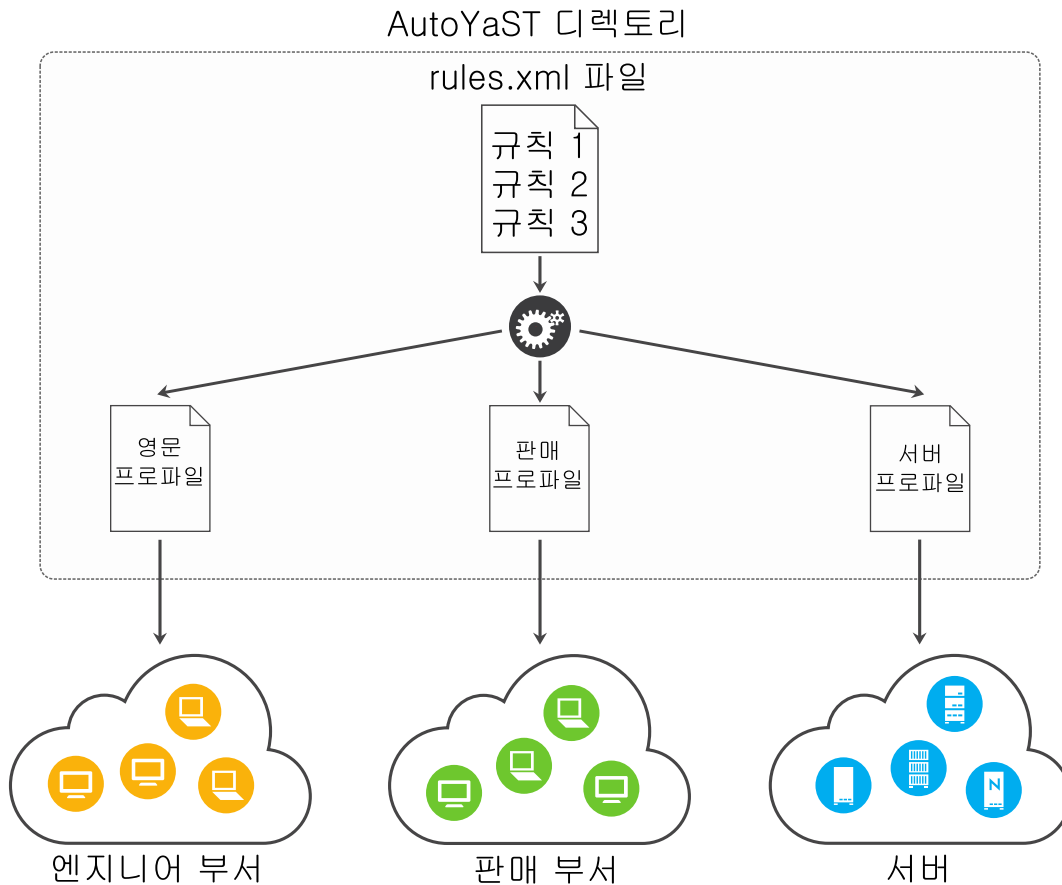 AutoYaST 디렉토리
rules.xml 파일
규칙 1
규칙 2
규칙 3
영문
프로파일
판매
프로파일
서버
프로파일
엔지니어 부서
판매 부서
서버
N